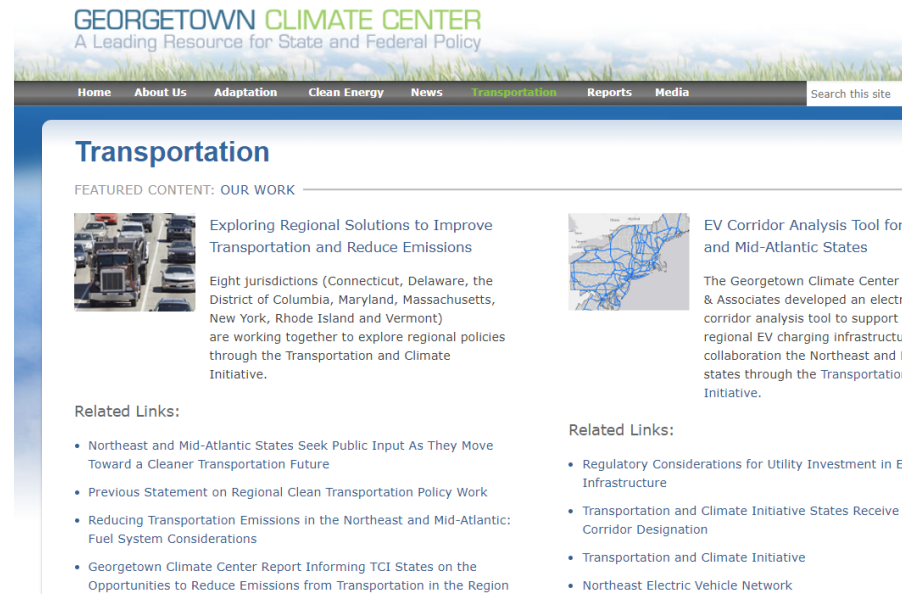 GEORGETOWN CLIMATE CENTER
A Leading Resource for State and Federal Policy
Home About Us Adaptation Clean Energy News Transportation Reports Media Search this site
Transportation
FEATURED CONTENT: OUR WORK
Exploring Regional Solutions to Improve
Transportation and Reduce Emissions
Eight jurisdictions (Connecticut, Delaware, the
District of Columbia, Maryland, Massachusetts,
New York, Rhode Island and Vermont)
are working together to explore regional policies
through the Transportation and Climate
Initiative.
Related Links:
• Northeast and Mid-Atlantic States Seek Public Input As They Move
Toward a Cleaner Transportation Future
• Previous Statement on Regional Clean Transportation Policy Work
• Reducing Transportation Emissions in the Northeast and Mid-Atlantic:
Fuel System Considerations
• Georgetown Climate Center Report Informing TCI States on the
Opportunities to Reduce Emissions from Transportation in the Region
EV Corridor Analysis Tool for
and Mid-Atlantic States
The Georgetown Climate Center
& Associates developed an electr
corridor analysis tool to support
regional EV charging infrastructu
collaboration the Northeast and
states through the Transportatio
Initiative.
Related Links:
• Regulatory Considerations for Utility Investment in E
Infrastructure
• Transportation and Climate Initiative States Receive
Corridor Designation
• Transportation and Climate Initiative
• Northeast Electric Vehicle Network